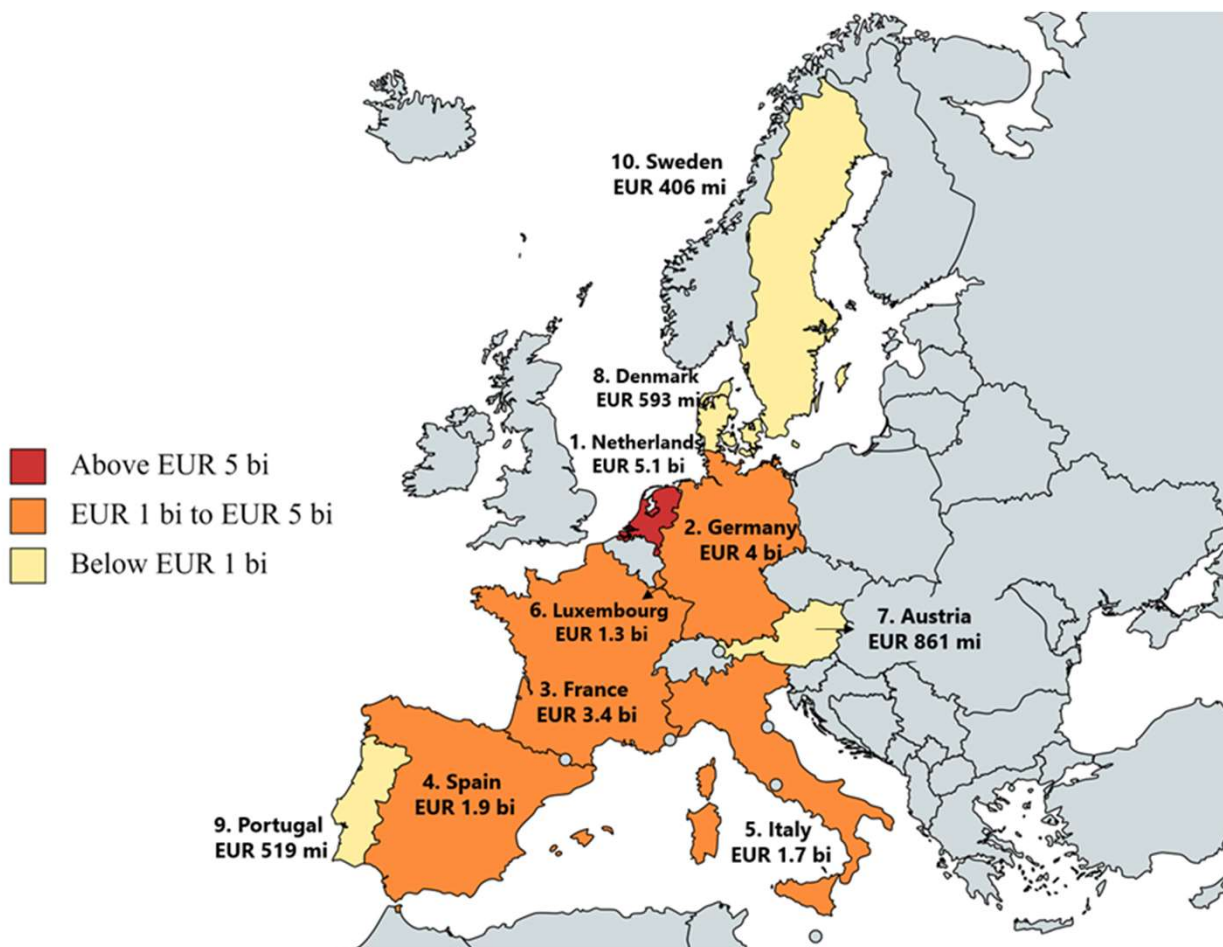 10. Sweden
EUR 406 mi
8. Denmark
EUR 593 mi
1. Netherlands
EUR 5.1 bi
Above EUR 5 bi
EUR 1 bi to EUR 5 bi
Below EUR 1 bi
2. Germany
EUR 4 bi
6. Luxembourg
EUR 1.3 bi
7. Austria
EUR 861 mi
3. France
EUR 3.4 bi
4. Spain
EUR 1.9 bi
9. Portugal
EUR 519 mi
5. Italy
EUR 1.7 bi